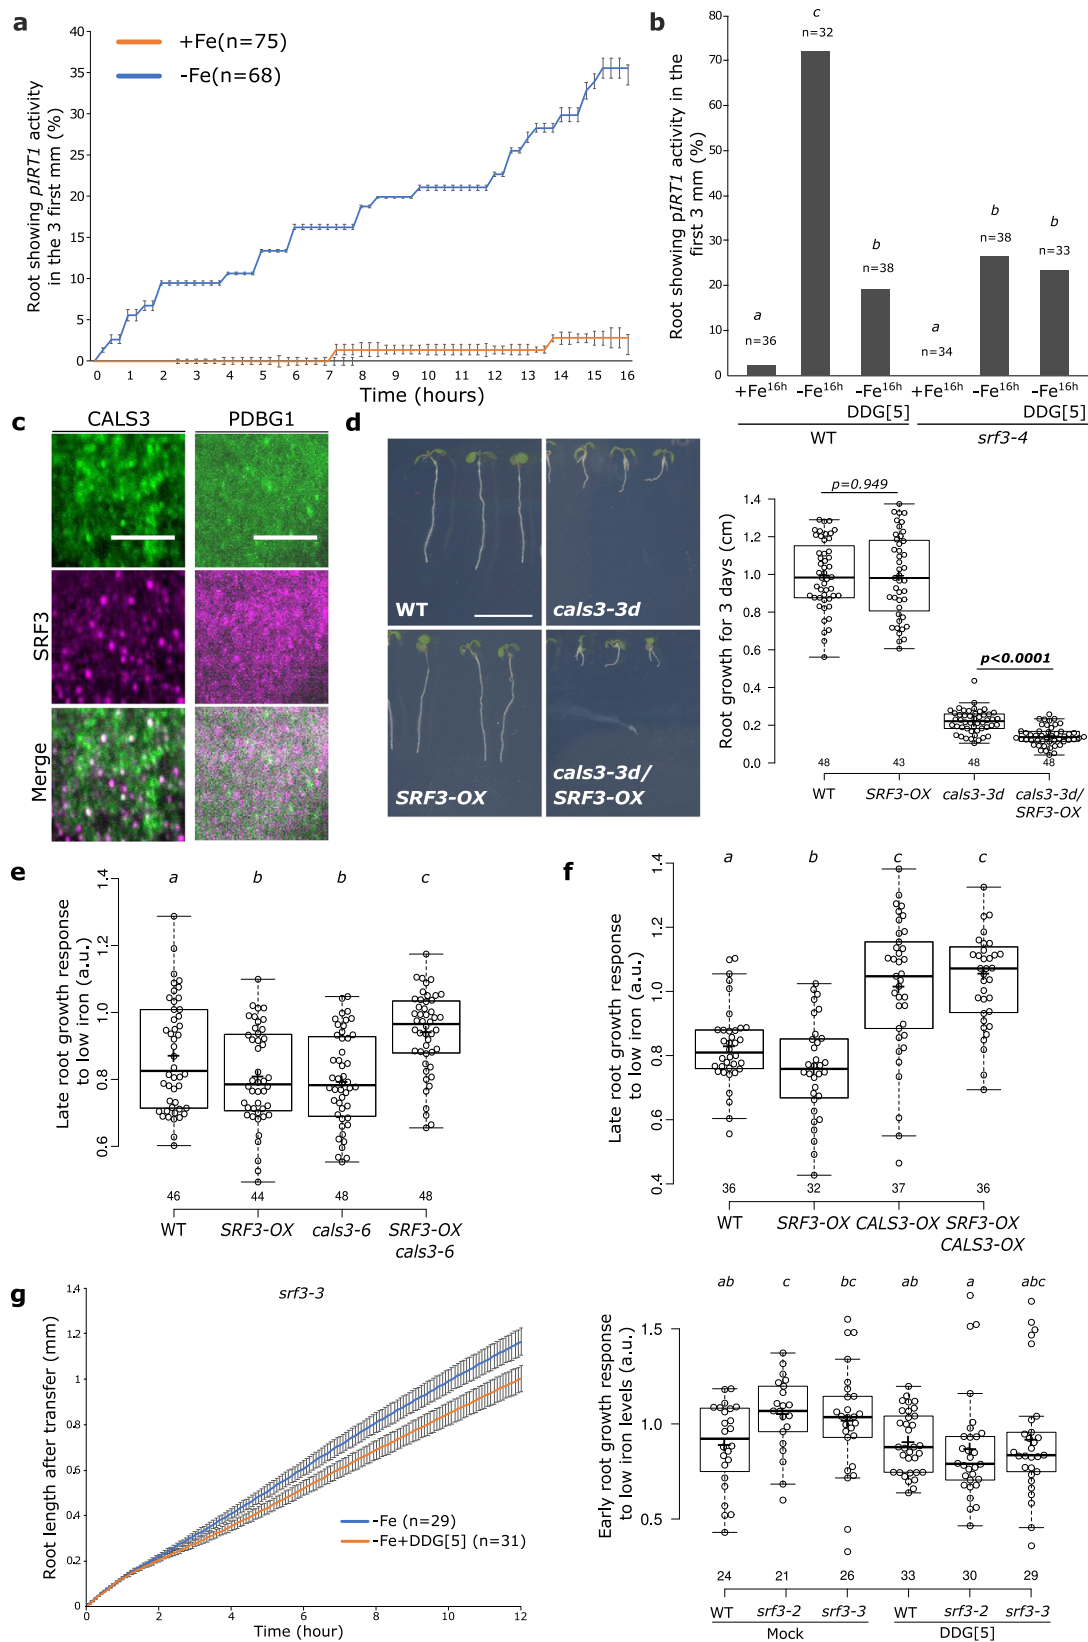 a
+Fe(n=75)
-Fe(n=68)
Root showing pIRT1 activity
in the 3 first mm (%)
40
35
30
25
20
15
10
5
0
0 1 2 3 4 5 6 7 8 9 10 11 12 13 14 15 16
Time (hours)
b
Root showing pIRT1 activity in the
first 3 mm (%)
80
70
60
50
40
30
20
10
0
a
n=36
c
n=32
b
n=38
a
n=34
b
n=38
b
n=33
+Fe16h -Fe16h -Fe16h +Fe16h -Fe16h -Fe16h
DDG[5] DDG[5]
WT srf3-4
c
CALS3 PDBG1
SRF3
Merge
d
WT
cals3-3d
SRF3-OX
cals3-3d/
SRF3-OX
Root growth for 3 days (cm)
1.4
1.2
1.0
0.8
0.6
0.4
0.2
0.0
p=0.949
p<0.0001
48 43 48 48
WT SRF3-OX cals3-3d cals3-3d/
SRF3-OX
e
Late root growth response
to low iron (a.u.)
1.4
1.2
1.0
0.8
0.6
a b b c
46 44 48 48
WT SRF3-OX cals3-6 SRF3-OX
cals3-6
f
Late root growth response
to low iron (a.u.)
1.4
1.2
1.0
0.8
0.6
0.4
a b c c
36 32 37 36
WT SRF3-OX CALS3-OX SRF3-OX
CALS3-OX
g
srf3-3
Root length after transfer (mm)
1.4
1.2
1
0.8
0.6
0.4
0.2
0
-Fe (n=29)
-Fe+DDG[5] (n=31)
0 2 4 6 8 10 12
Time (hour)
Early root growth response
to low iron levels (a.u.)
1.5
1.0
0.5
ab c bc ab a abc
24 21 26 33 30 29
WT srf3-2 srf3-3 WT srf3-2 srf3-3
Mock DDG[5]